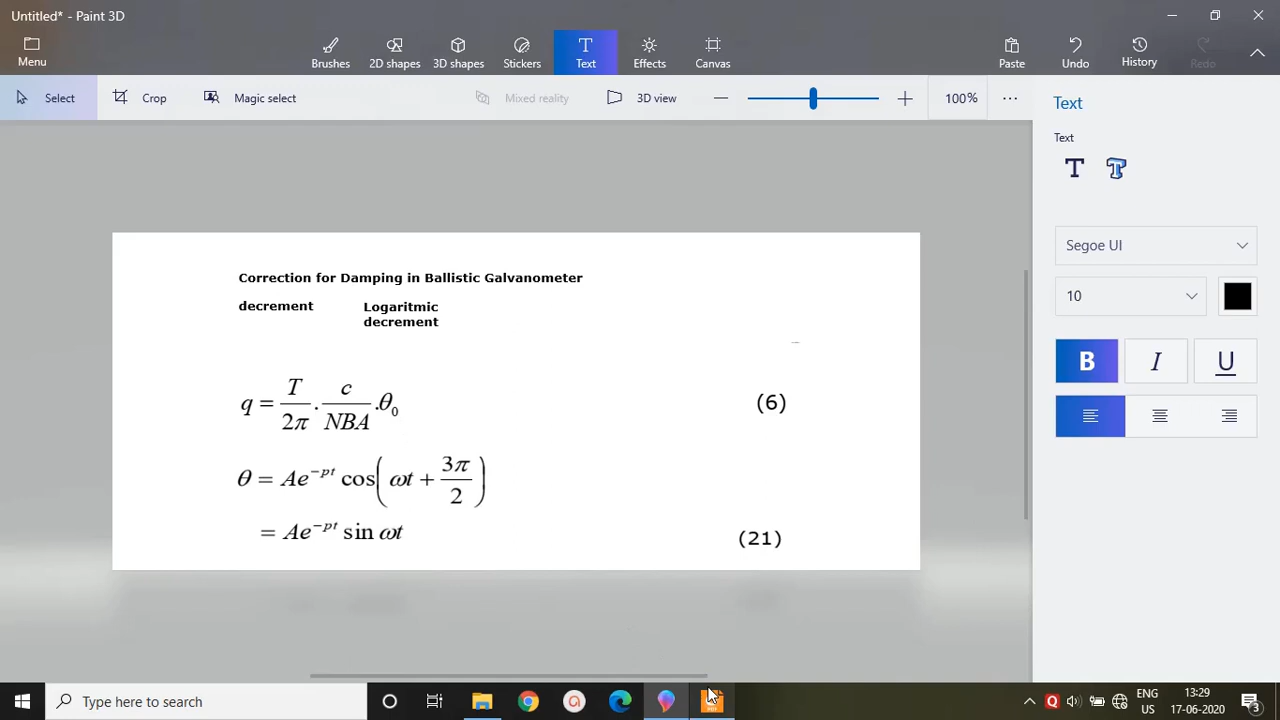 Untitled* - Paint 3D
Menu
Brushes
2D shapes
3D shapes
Stickers
Text
Effects
Canvas
Paste
Undo
History
Redo
Select
Crop
Magic select
Mixed reality
3D view
100%
Text
Text
T T
Segoe UI
10
B I U
Correction for Damping in Ballistic Galvanometer
decrement
Logaritmic
decrement
q = T/2π . c/NBA . θ₀ (6)
θ = Ae^{-pt} cos(ωt + 3π/2)
= Ae^{-pt} sin ωt (21)
Type here to search
ENG
US
13:29
17-06-2020
3